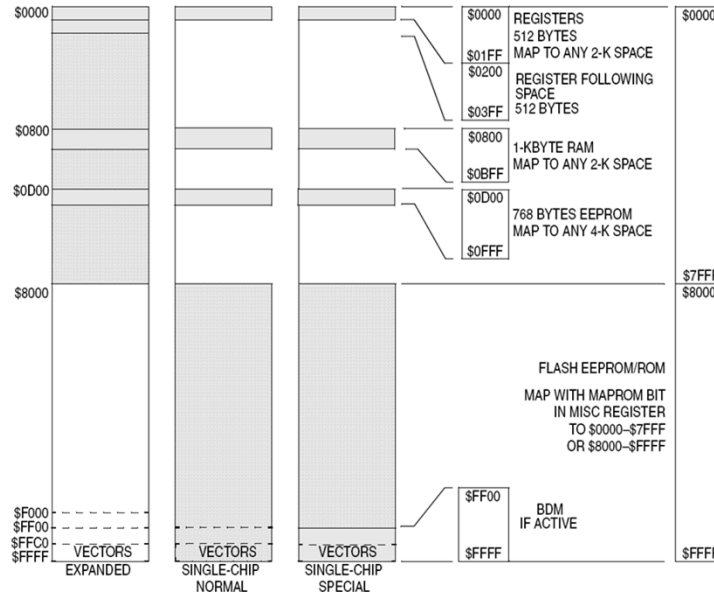 $0000
$0800
$0D00
$8000
$F000
$FF00
$FFC0
$FFFF
VECTORS
EXPANDED
VECTORS
SINGLE-CHIP
NORMAL
VECTORS
SINGLE-CHIP
SPECIAL
$0000
$01FF
REGISTERS
512 BYTES
MAP TO ANY 2-K SPACE
$0200
$03FF
REGISTER FOLLOWING
SPACE
512 BYTES
$0800
$0BFF
1-KBYTE RAM
MAP TO ANY 2-K SPACE
$0D00
$0FFF
768 BYTES EEPROM
MAP TO ANY 4-K SPACE
FLASH EEPROM/ROM
MAP WITH MAPROM BIT
IN MISC REGISTER
TO $0000–$7FFF
OR $8000–$FFFF
$FF00
$FFFF
BDM
IF ACTIVE
$0000
$7FFF
$8000
$FFFF